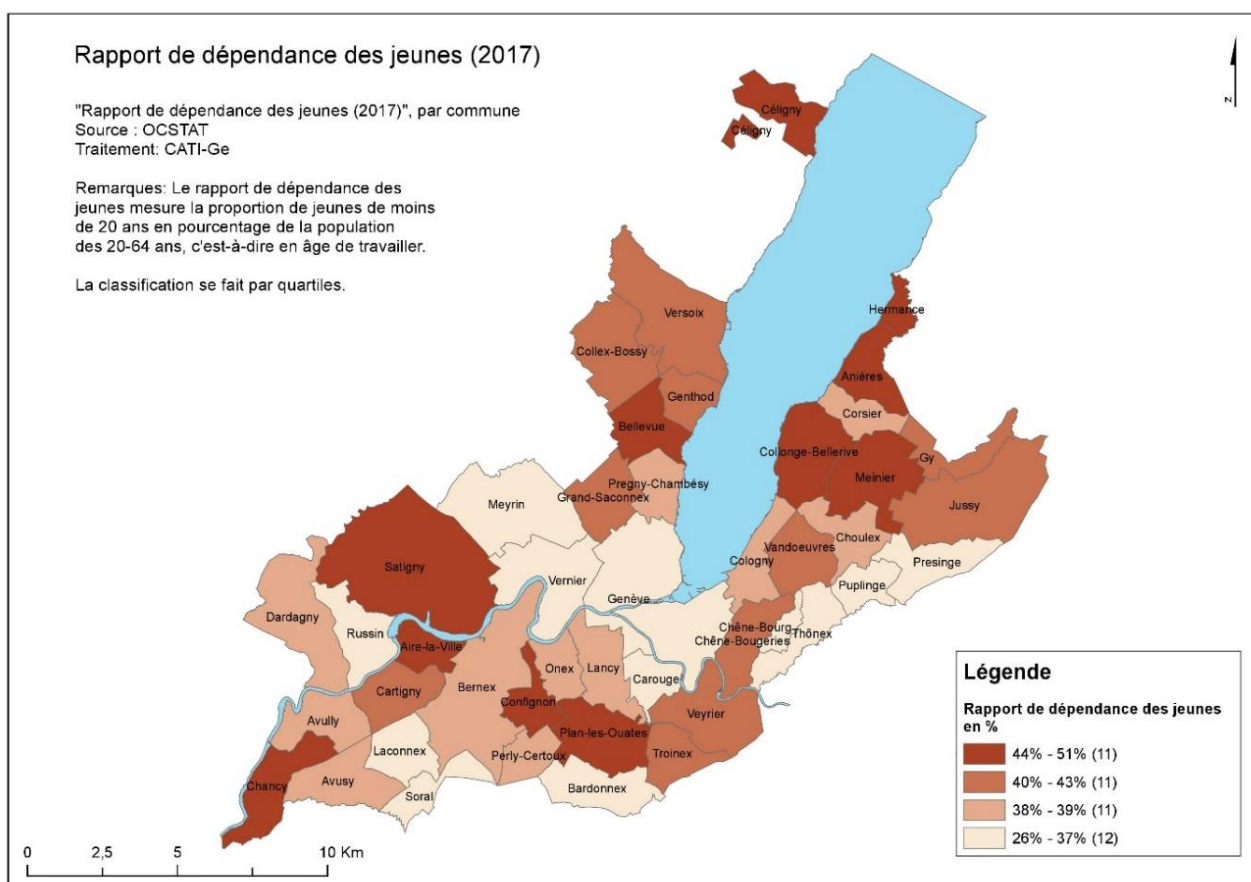 Rapport de dépendance des jeunes (2017)
"Rapport de dépendance des jeunes (2017)", par commune
Source : OCSTAT
Traitement: CATI-Ge
Remarques: Le rapport de dépendance des
jeunes mesure la proportion de jeunes de moins
de 20 ans en pourcentage de la population
des 20-64 ans, c'est-à-dire en âge de travailler.
La classification se fait par quartiles.
N
Céligny
Céligny
Hermance
Versoix
Collex-Bossy
Anières
Genthod
Corsier
Bellevue
Collonge-Bellerive
Gy
Meinier
Pregny-Chambésy
Grand-Saconnex
Meyrin
Jussy
Choulex
Vandoeuvres
Cologny
Presinge
Satigny
Vernier
Puplinge
Genève
Dardagny
Russin
Chêne-Bourg
Thônex
Chêne-Bougeries
Aire-la-Ville
Onex
Lancy
Carouge
Bernex
Cartigny
Confignon
Veyrier
Avully
Plan-les-Ouates
Laconnex
Perly-Certoux
Troinex
Chancy
Avusy
Bardonnex
Soral
Légende
Rapport de dépendance des jeunes
en %
44% - 51% (11)
40% - 43% (11)
38% - 39% (11)
26% - 37% (12)
0 2,5 5 10 Km